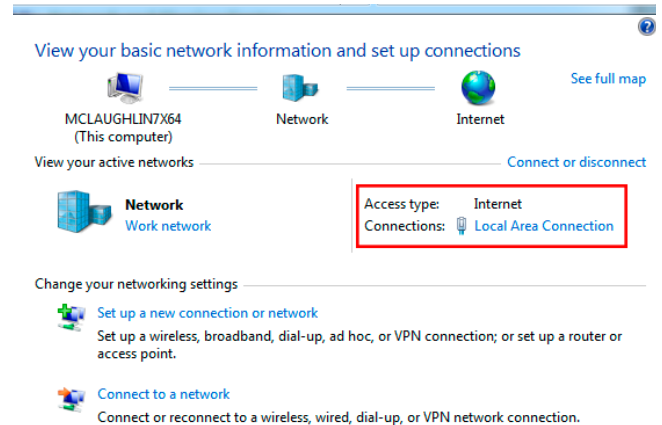 View your basic network information and set up connections
See full map
MCLAUGHLIN7X64
(This computer)
Network
Internet
View your active networks
Connect or disconnect
Network
Work network
Access type: Internet
Connections: Local Area Connection
Change your networking settings
Set up a new connection or network
Set up a wireless, broadband, dial-up, ad hoc, or VPN connection; or set up a router or
access point.
Connect to a network
Connect or reconnect to a wireless, wired, dial-up, or VPN network connection.